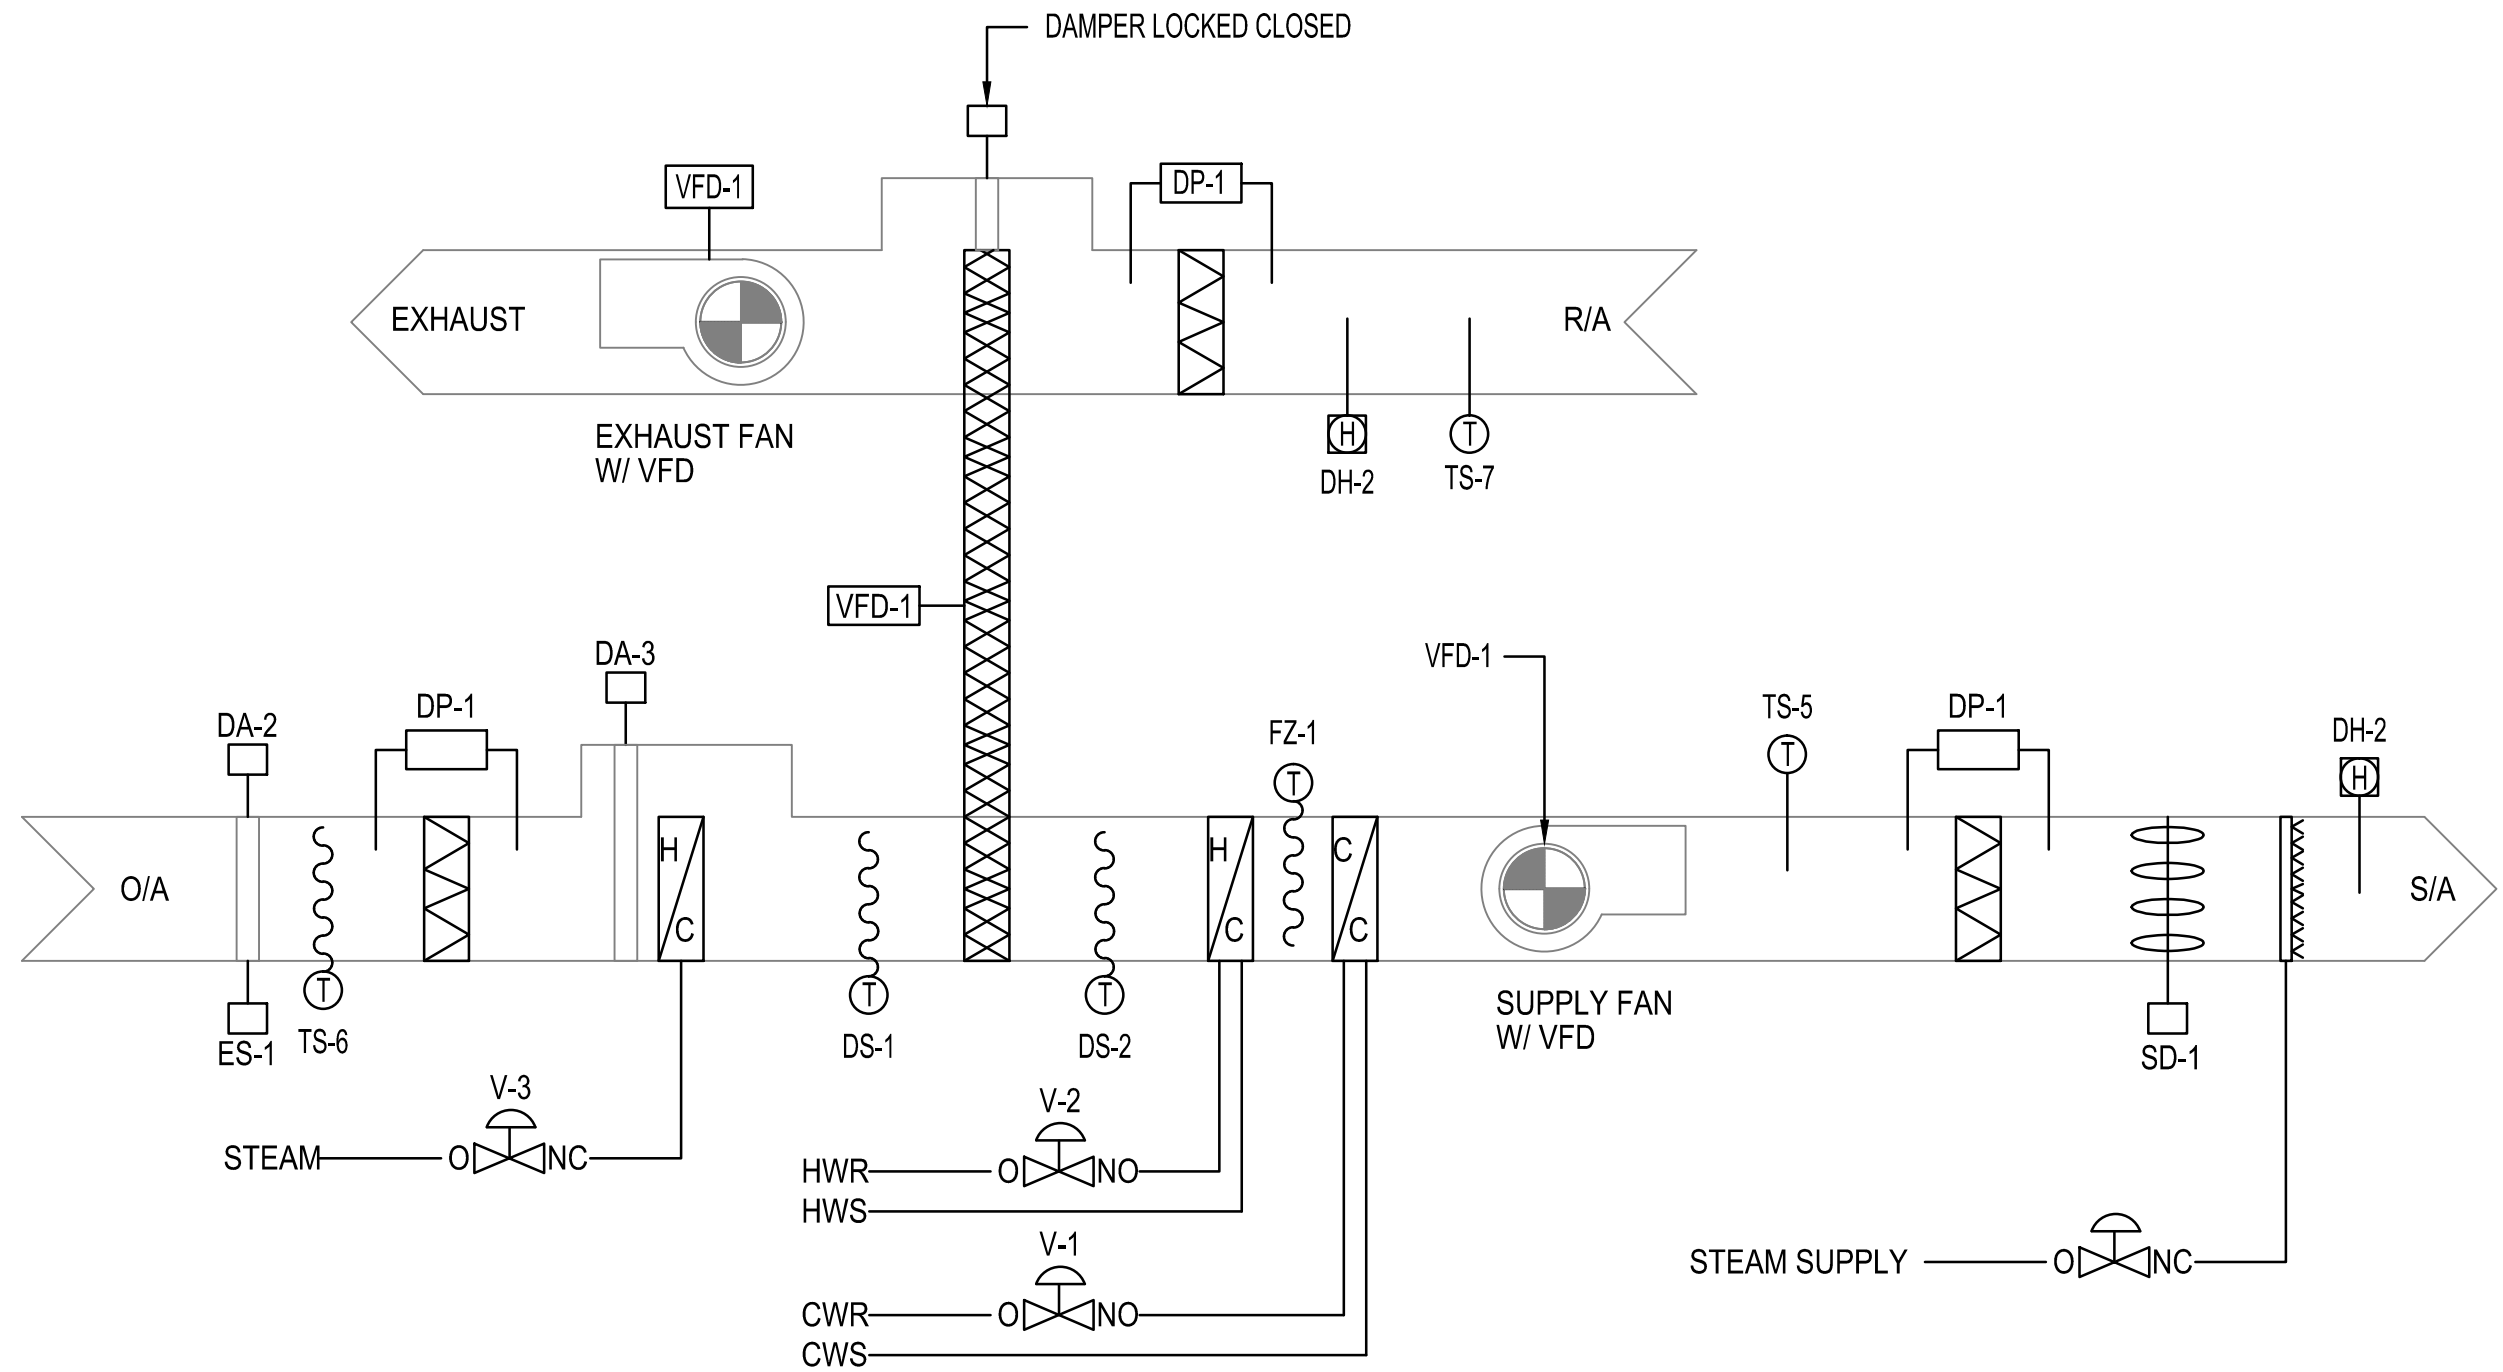 DAMPER LOCKED CLOSED
VFD-1
DP-1
EXHAUST
R/A
EXHAUST FAN
W/ VFD
H
DH-2
T
TS-7
VFD-1
DA-3
VFD-1
DA-2
DP-1
FZ-1
T
TS-5
T
DP-1
DH-2
H
O/A
H
C
H
C
C
C
S/A
ES-1
T
TS-6
T
DS-1
T
DS-2
SUPPLY FAN
W/ VFD
SD-1
V-3
STEAM O NC
V-2
HWR O NO
HWS
V-1
CWR O NO
CWS
STEAM SUPPLY O NC